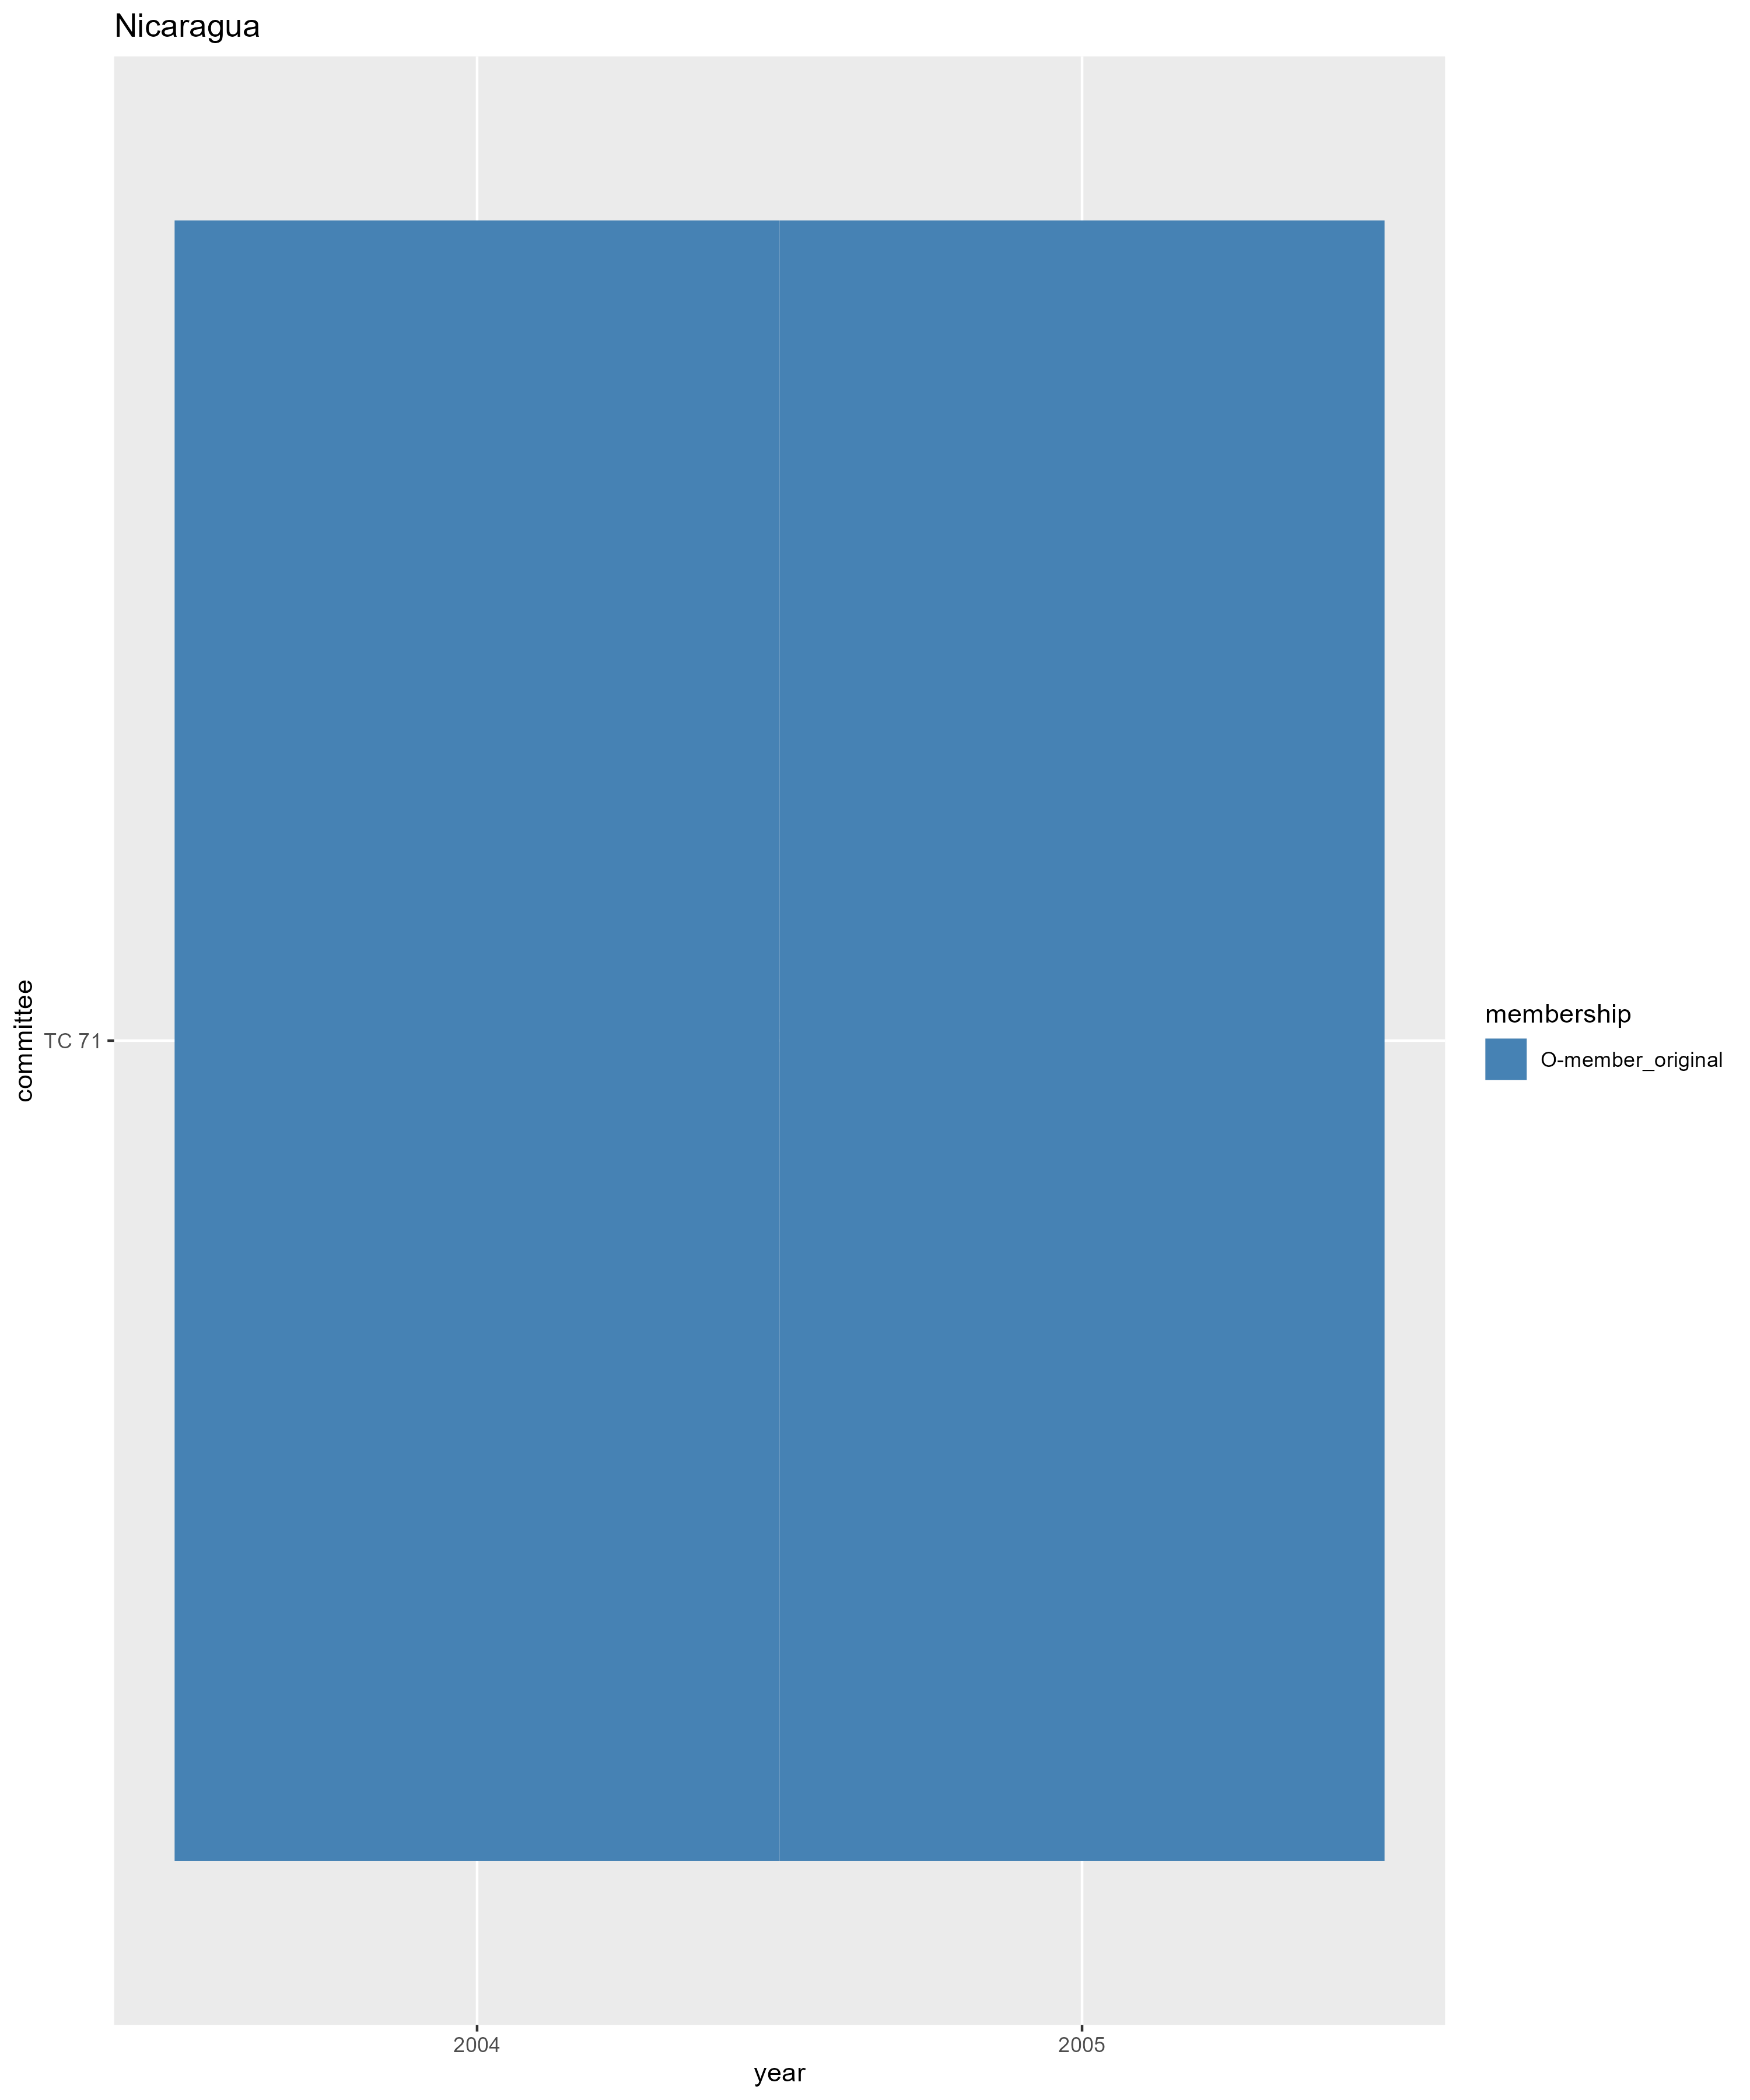 Nicaragua
committee
TC 71
2004
2005
year
membership
O-member_original